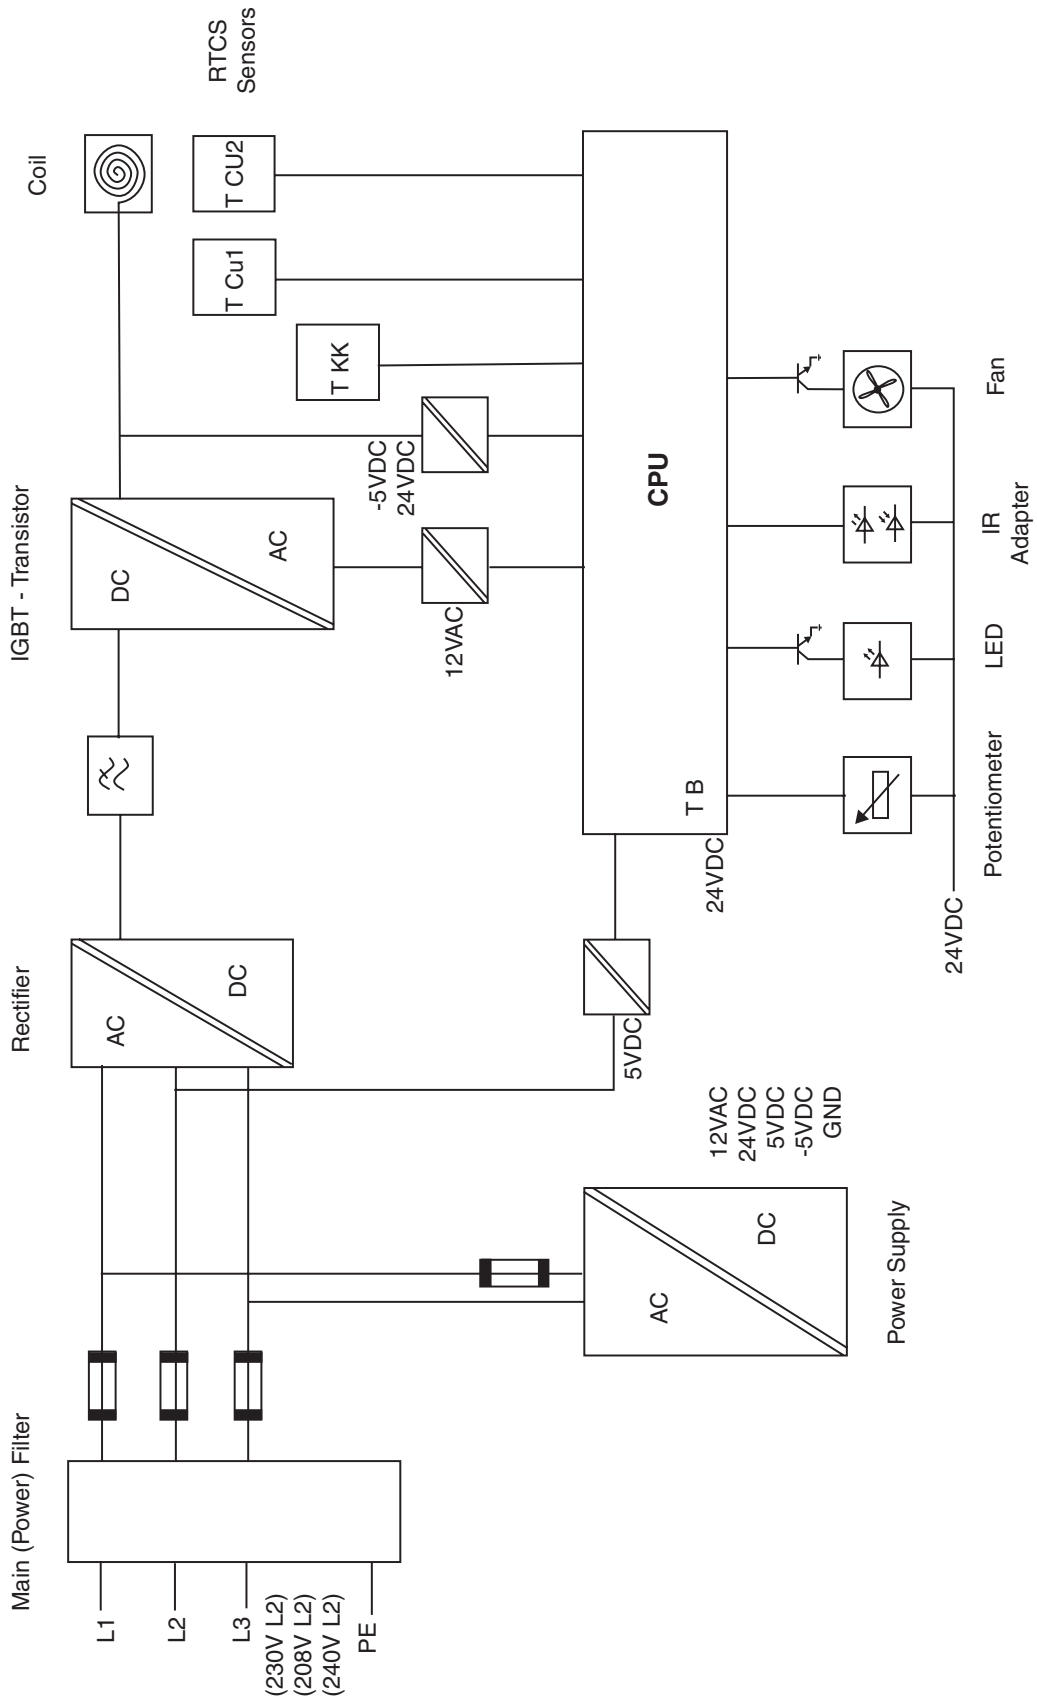 Main (Power) Filter
Rectifier
IGBT - Transistor
Coil
RTCS
Sensors
L1
L2
L3
(230V L2)
(208V L2)
(240V L2)
PE
AC
DC
DC
AC
T CU2
T Cu1
T KK
-5VDC
24VDC
12VAC
5VDC
CPU
T B
24VDC
AC
DC
12VAC
24VDC
5VDC
-5VDC
GND
Power Supply
24VDC
Potentiometer
LED
IR
Adapter
Fan